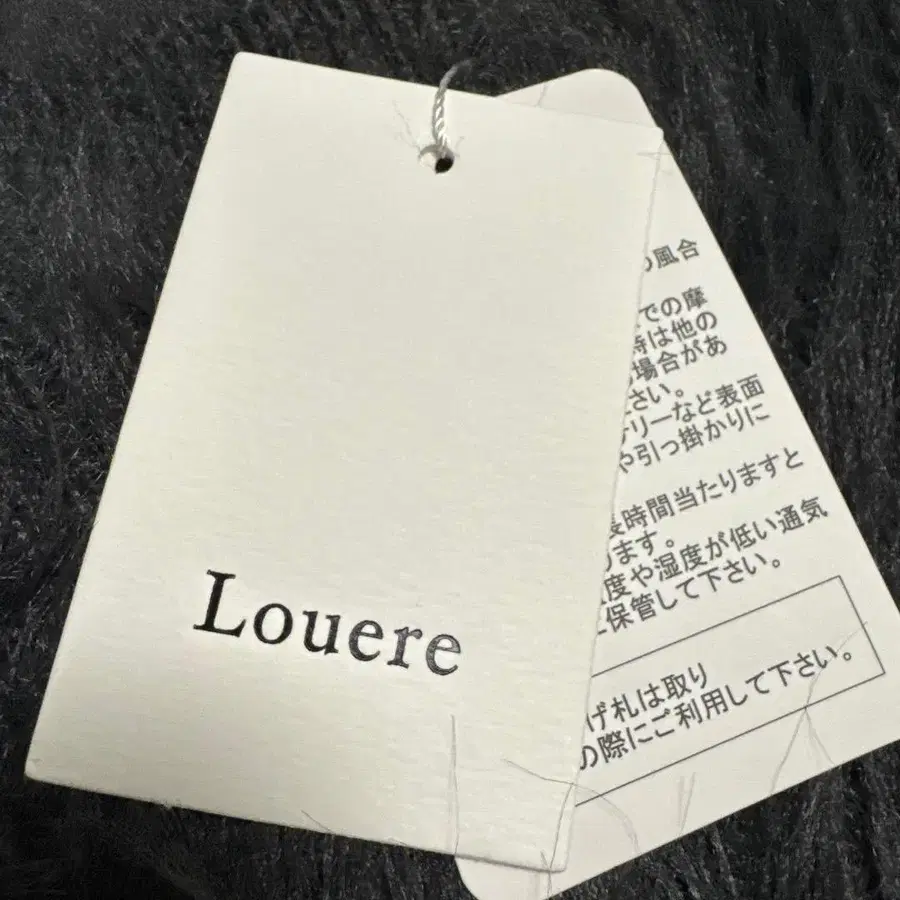 Louere
の風合
での摩
時は他の
場合があ
さい。
リーなど表面
や引っ掛かりに
長時間当たりますと
ます。
度や湿度が低い通気
に保管して下さい。
げ札は取り
の際にご利用して下さい。